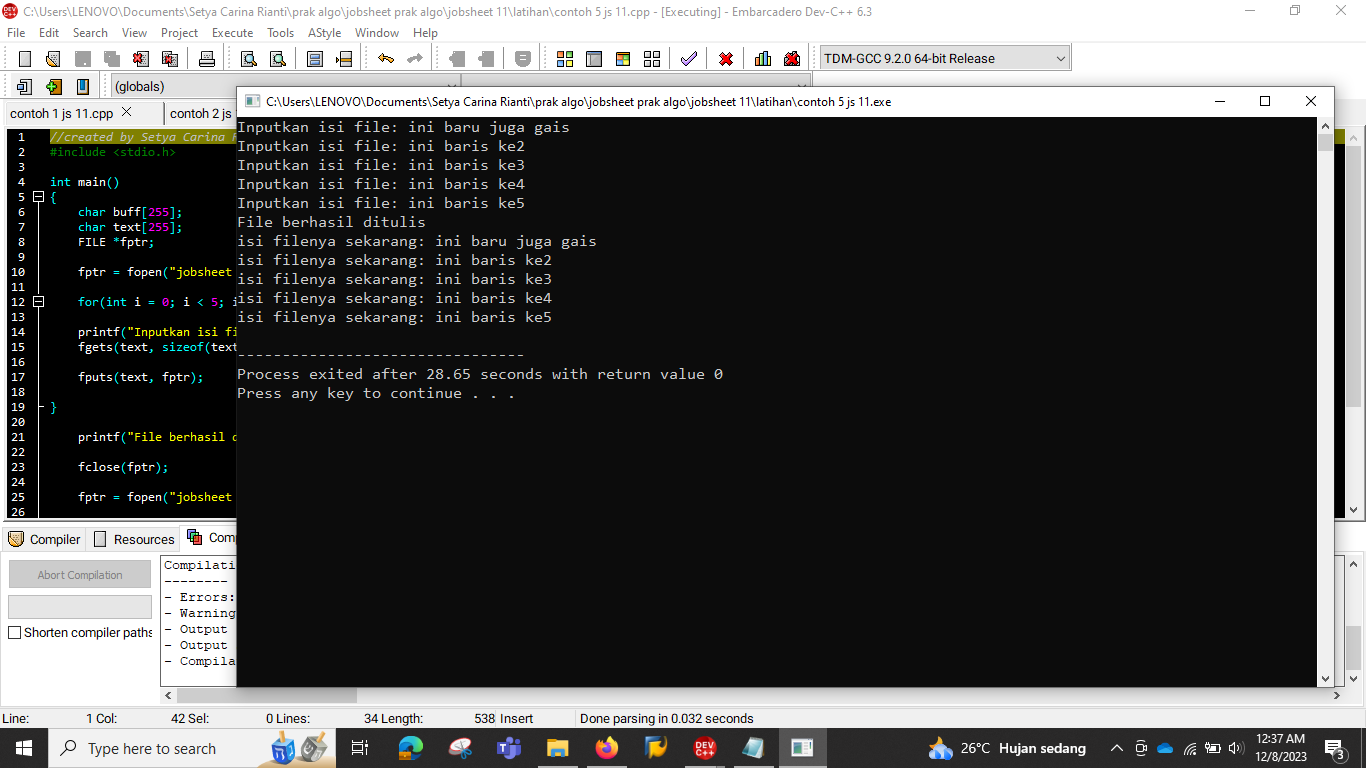 C:\Users\LENOVO\Documents\Setya Carina Rianti\prak algo\jobsheet prak algo\jobsheet 11\latihan\contoh 5 js 11.cpp - [Executing] - Embarcadero Dev-C++ 6.3
File Edit Search View Project Execute Tools AStyle Window Help
TDM-GCC 9.2.0 64-bit Release
(globals)
contoh 1 js 11.cpp contoh 2 js
C:\Users\LENOVO\Documents\Setya Carina Rianti\prak algo\jobsheet prak algo\jobsheet 11\latihan\contoh 5 js 11.exe
1 //created by Setya Carina R
2 #include <stdio.h>
3
4 int main()
5 {
6 char buff[255];
7 char text[255];
8 FILE *fptr;
9
10 fptr = fopen("jobsheet
11
12 for(int i = 0; i < 5; i
13
14 printf("Inputkan isi fi
15 fgets(text, sizeof(text
16
17 fputs(text, fptr);
18
19 }
20
21 printf("File berhasil d
22
23 fclose(fptr);
24
25 fptr = fopen("jobsheet
26
Inputkan isi file: ini baru juga gais
Inputkan isi file: ini baris ke2
Inputkan isi file: ini baris ke3
Inputkan isi file: ini baris ke4
Inputkan isi file: ini baris ke5
File berhasil ditulis
isi filenya sekarang: ini baru juga gais
isi filenya sekarang: ini baris ke2
isi filenya sekarang: ini baris ke3
isi filenya sekarang: ini baris ke4
isi filenya sekarang: ini baris ke5
--------------------------------
Process exited after 28.65 seconds with return value 0
Press any key to continue . . .
Compiler Resources Com
Abort Compilation
Shorten compiler paths
Compilati
--------
- Errors:
- Warning
- Output
- Output
- Compila
Line: 1 Col: 42 Sel: 0 Lines: 34 Length: 538 Insert Done parsing in 0.032 seconds
Type here to search
DEV C++
26°C Hujan sedang
12:37 AM
12/8/2023
3